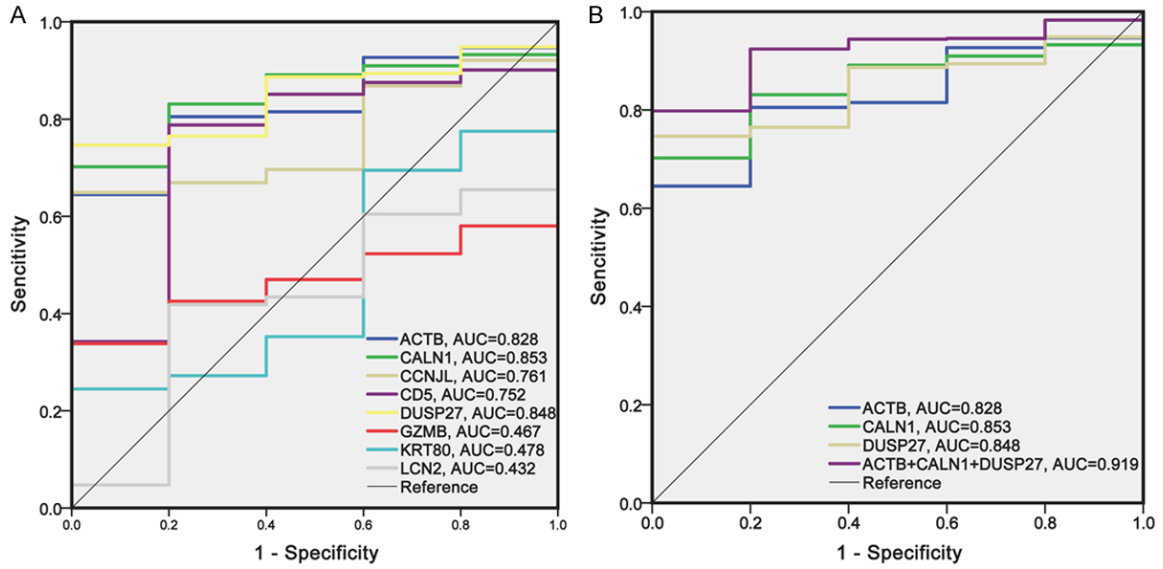 A
1.0
0.8
0.6
0.4
0.2
0.0
Sencitivity
0.0
0.2
0.4
0.6
0.8
1.0
1 - Specificity
ACTB, AUC=0.828
CALN1, AUC=0.853
CCNJL, AUC=0.761
CD5, AUC=0.752
DUSP27, AUC=0.848
GZMB, AUC=0.467
KRT80, AUC=0.478
LCN2, AUC=0.432
Reference
B
1.0
0.8
0.6
0.4
0.2
0.0
Sencitivity
0.0
0.2
0.4
0.6
0.8
1.0
1 - Specificity
ACTB, AUC=0.828
CALN1, AUC=0.853
DUSP27, AUC=0.848
ACTB+CALN1+DUSP27, AUC=0.919
Reference